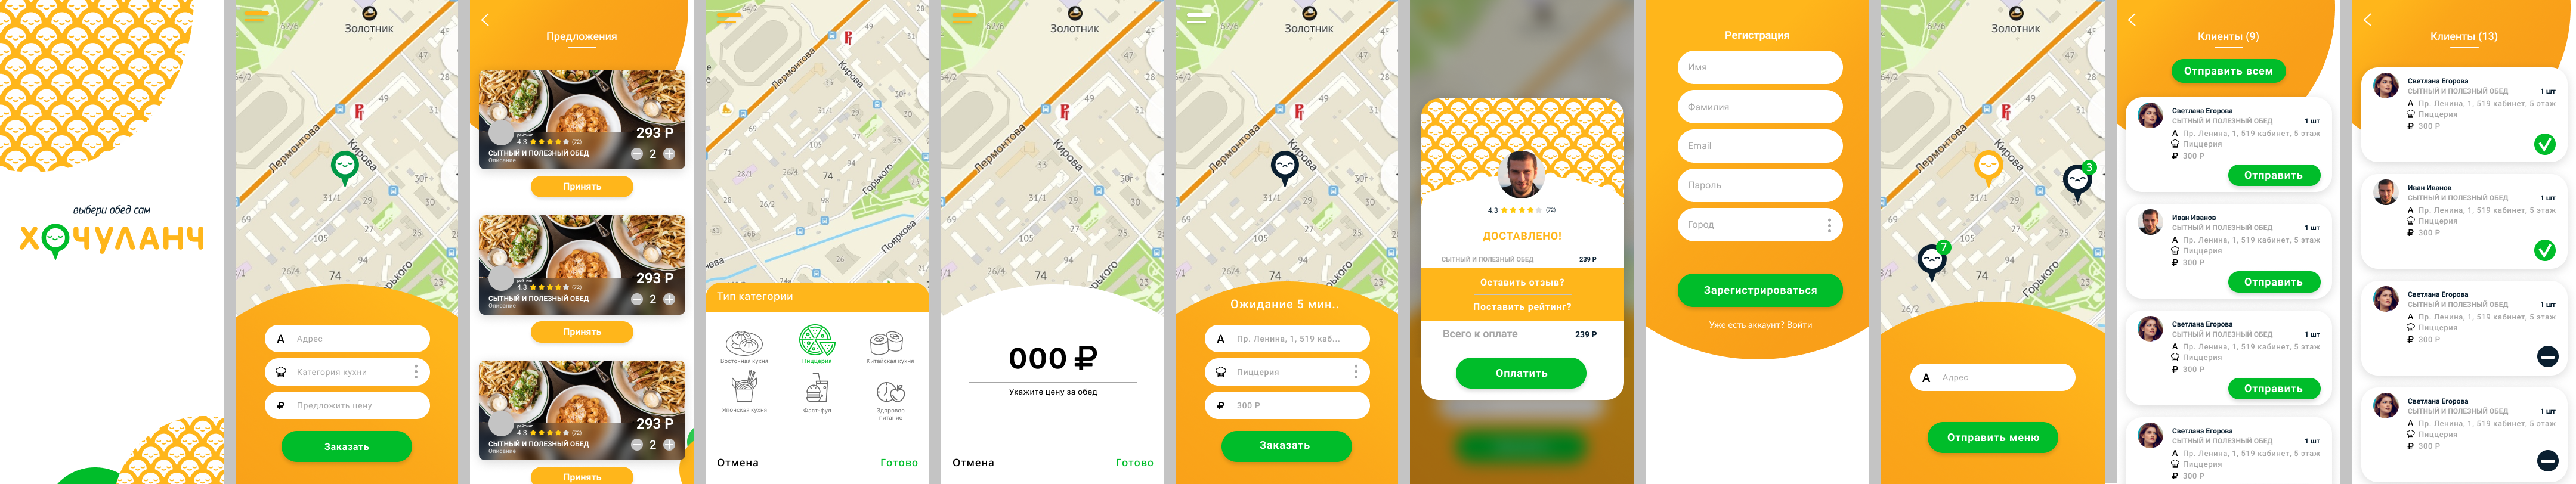 выбери обед сам
ХОЧУЛАНЧ
Золотник
Лермонтова
Кирова
Горького
Адрес
Категория кухни
Предложить цену
Заказать
Предложения
293 Р
рейтинг
4.3 (72)
СЫТНЫЙ И ПОЛЕЗНЫЙ ОБЕД
2
Описание
Принять
293 Р
рейтинг
4.3 (72)
СЫТНЫЙ И ПОЛЕЗНЫЙ ОБЕД
2
Описание
Принять
293 Р
рейтинг
4.3 (72)
СЫТНЫЙ И ПОЛЕЗНЫЙ ОБЕД
2
Описание
Принять
Лермонтова
Кирова
Горького
Пояркова
Тип категории
Восточная кухня
Пиццерия
Китайская кухня
Японская кухня
Фаст-фуд
Здоровое
питание
Отмена
Готово
Золотник
Лермонтова
Кирова
Горького
000 ₽
Укажите цену за обед
Отмена
Готово
Золотник
Лермонтова
Кирова
Горького
Ожидание 5 мин..
А Пр. Ленина, 1, 519 каб...
Пиццерия
₽ 300 Р
Заказать
4.3 (72)
ДОСТАВЛЕНО!
СЫТНЫЙ И ПОЛЕЗНЫЙ ОБЕД 239 Р
Оставить отзыв?
Поставить рейтинг?
Всего к оплате 239 Р
Оплатить
Регистрация
Имя
Фамилия
Email
Пароль
Город
Зарегистрироваться
Уже есть аккаунт? Войти
Золотник
Лермонтова
Кирова
3
7
Горького
А Адрес
Отправить меню
Клиенты (9)
Отправить всем
Светлана Егорова
СЫТНЫЙ И ПОЛЕЗНЫЙ ОБЕД 1 шт
А Пр. Ленина, 1, 519 кабинет, 5 этаж
Пиццерия
₽ 300 Р
Отправить
Иван Иванов
СЫТНЫЙ И ПОЛЕЗНЫЙ ОБЕД 1 шт
А Пр. Ленина, 1, 519 кабинет, 5 этаж
Пиццерия
₽ 300 Р
Отправить
Светлана Егорова
СЫТНЫЙ И ПОЛЕЗНЫЙ ОБЕД 1 шт
А Пр. Ленина, 1, 519 кабинет, 5 этаж
Пиццерия
₽ 300 Р
Отправить
Светлана Егорова
СЫТНЫЙ И ПОЛЕЗНЫЙ ОБЕД 1 шт
А Пр. Ленина, 1, 519 кабинет, 5 этаж
Пиццерия
₽ 300 Р
Клиенты (13)
Светлана Егорова
СЫТНЫЙ И ПОЛЕЗНЫЙ ОБЕД 1 шт
А Пр. Ленина, 1, 519 кабинет, 5 этаж
Пиццерия
₽ 300 Р
Иван Иванов
СЫТНЫЙ И ПОЛЕЗНЫЙ ОБЕД 1 шт
А Пр. Ленина, 1, 519 кабинет, 5 этаж
Пиццерия
₽ 300 Р
Светлана Егорова
СЫТНЫЙ И ПОЛЕЗНЫЙ ОБЕД 1 шт
А Пр. Ленина, 1, 519 кабинет, 5 этаж
Пиццерия
₽ 300 Р
Светлана Егорова
СЫТНЫЙ И ПОЛЕЗНЫЙ ОБЕД 1 шт
А Пр. Ленина, 1, 519 кабинет, 5 этаж
Пиццерия
₽ 300 Р